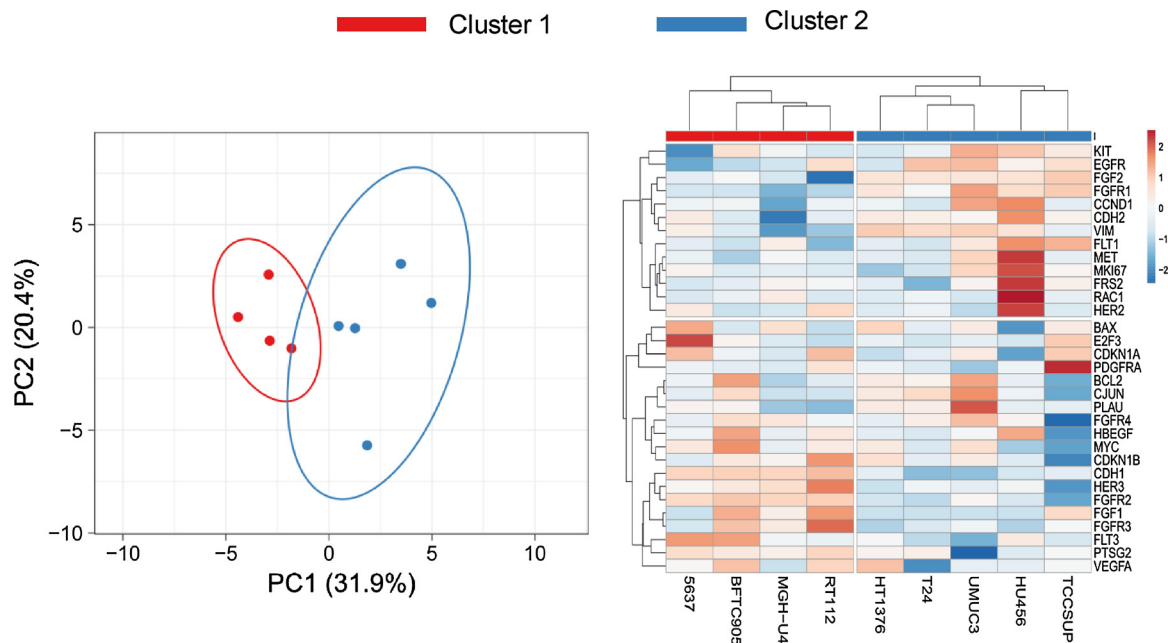 Cluster 1
Cluster 2
PC2 (20.4%)
5
0
−5
−10
−10
−5
0
5
10
PC1 (31.9%)
KIT
EGFR
FGF2
FGFR1
CCND1
CDH2
VIM
FLT1
MET
MKI67
FRS2
RAC1
HER2
BAX
E2F3
CDKN1A
PDGFRA
BCL2
CJUN
PLAU
FGFR4
HBEGF
MYC
CDKN1B
CDH1
HER3
FGFR2
FGF1
FGFR3
FLT3
PTSG2
VEGFA
5637
BFTC905
MGH-U4
RT112
HT1376
T24
UMUC3
HU456
TCCSUP
2
1
0
−1
−2